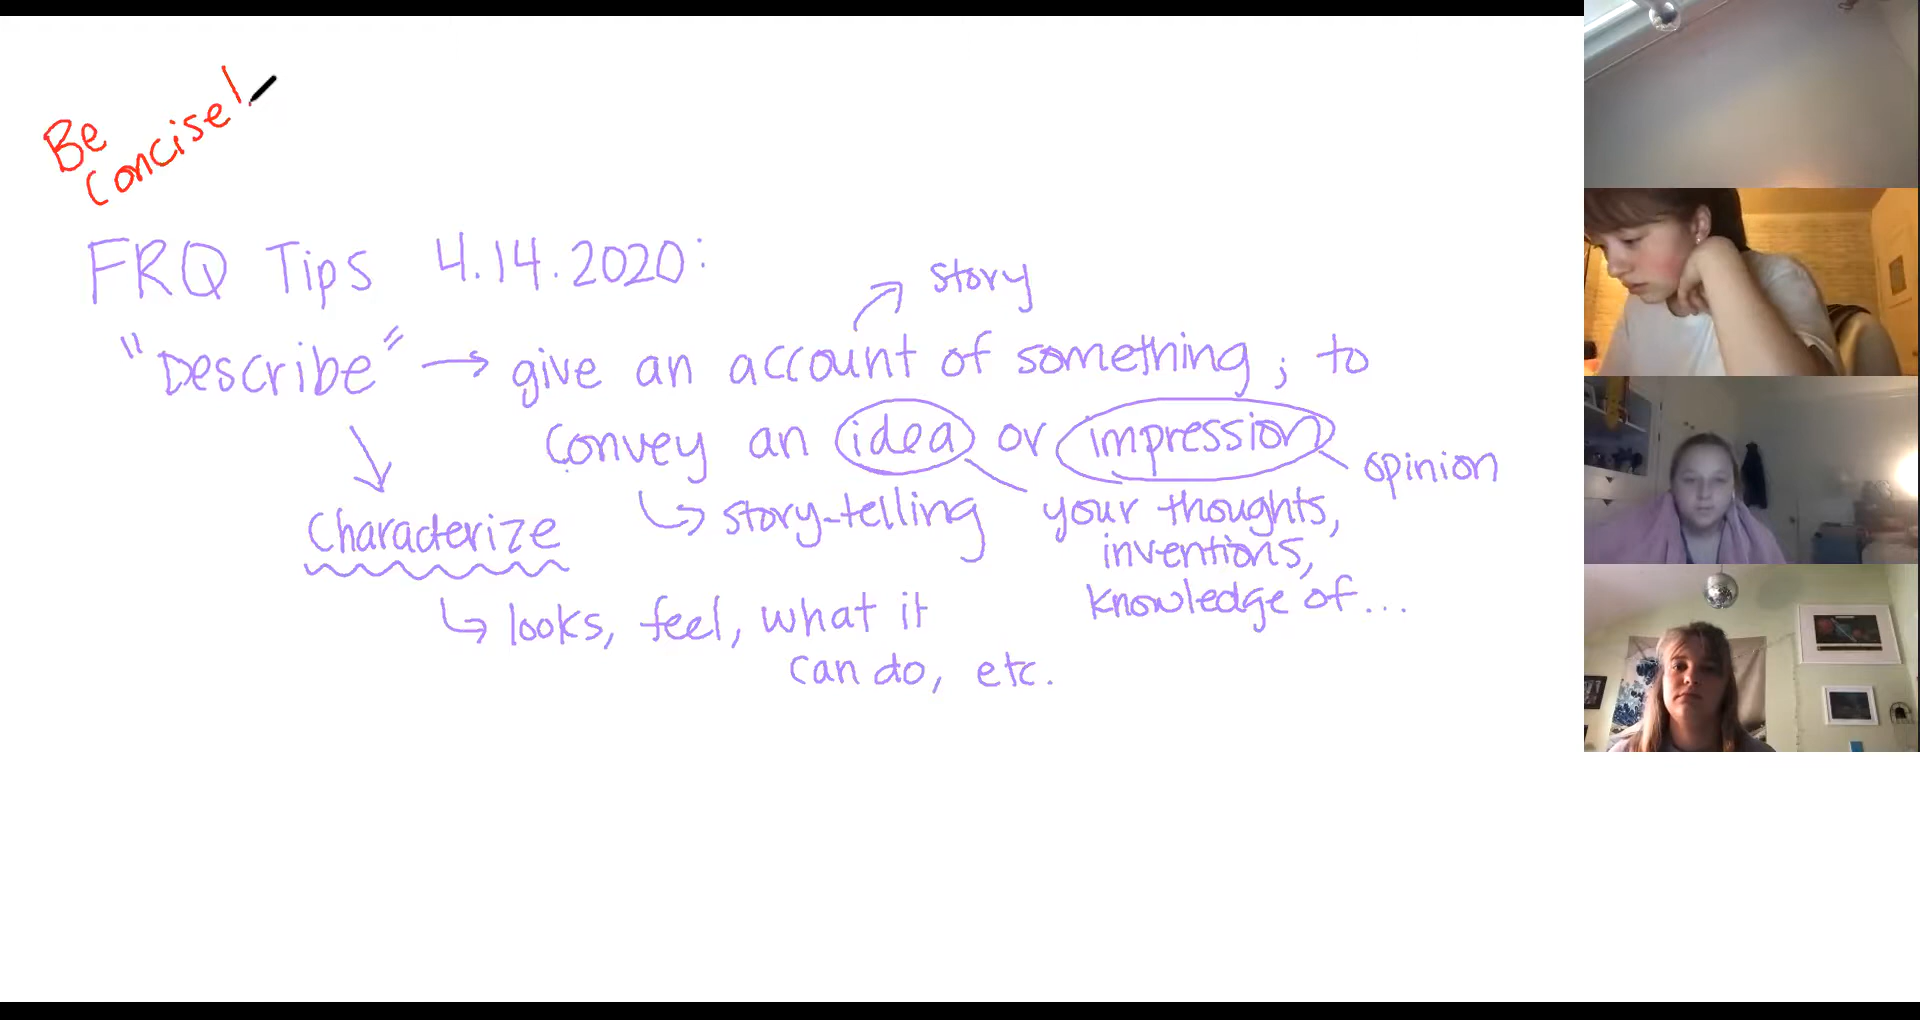 Be
Concise!
FRQ Tips 4.14.2020:
story
"Describe" → give an account of something; to
convey an idea or impression
opinion
Characterize
story-telling
your thoughts,
inventions,
knowledge of...
looks, feel, what it
can do, etc.